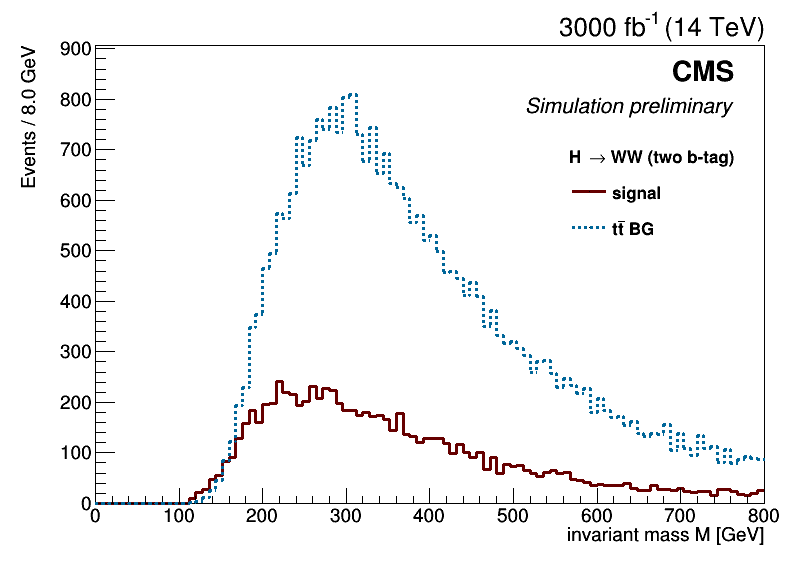 3000 fb-1 (14 TeV)
Events / 8.0 GeV
900
800
700
600
500
400
300
200
100
0
CMS
Simulation preliminary
H → WW (two b-tag)
signal
tt̄ BG
0 100 200 300 400 500 600 700 800
invariant mass M [GeV]